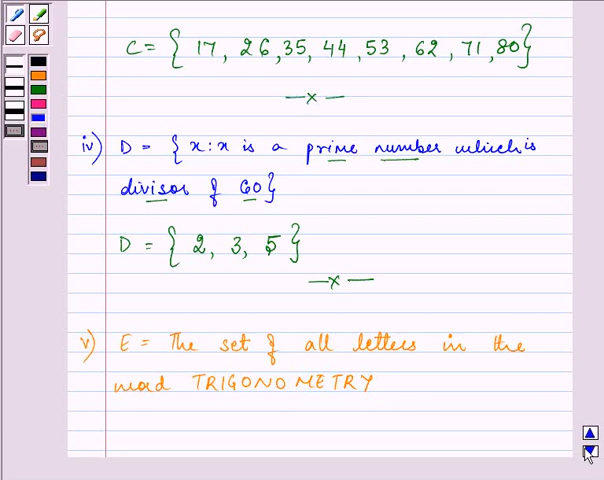 C = { 17, 26, 35, 44, 53, 62, 71, 80}
—x—
iv) D = { x : x is a prime number which is
divisor of 60}
D = { 2, 3, 5 }
—x—
v) E = The set of all letters in the
word TRIGONOMETRY